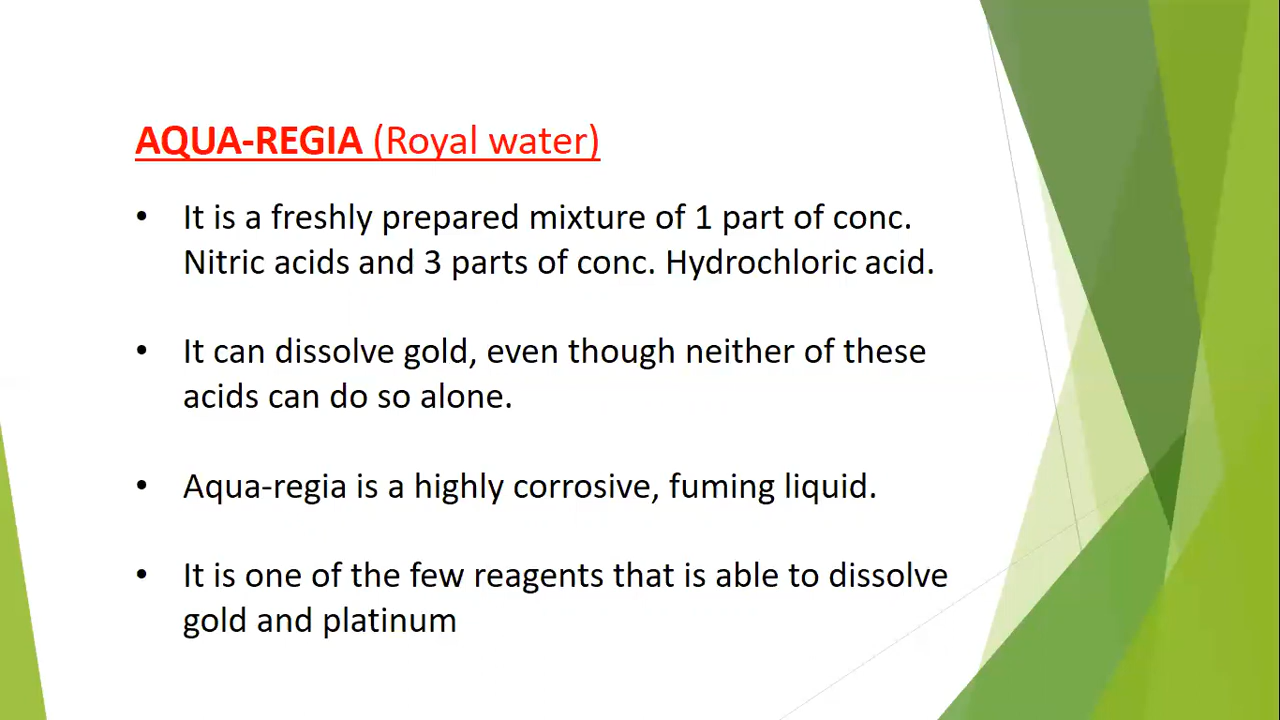 AQUA-REGIA (Royal water)
• It is a freshly prepared mixture of 1 part of conc.
Nitric acids and 3 parts of conc. Hydrochloric acid.
• It can dissolve gold, even though neither of these
acids can do so alone.
• Aqua-regia is a highly corrosive, fuming liquid.
• It is one of the few reagents that is able to dissolve
gold and platinum